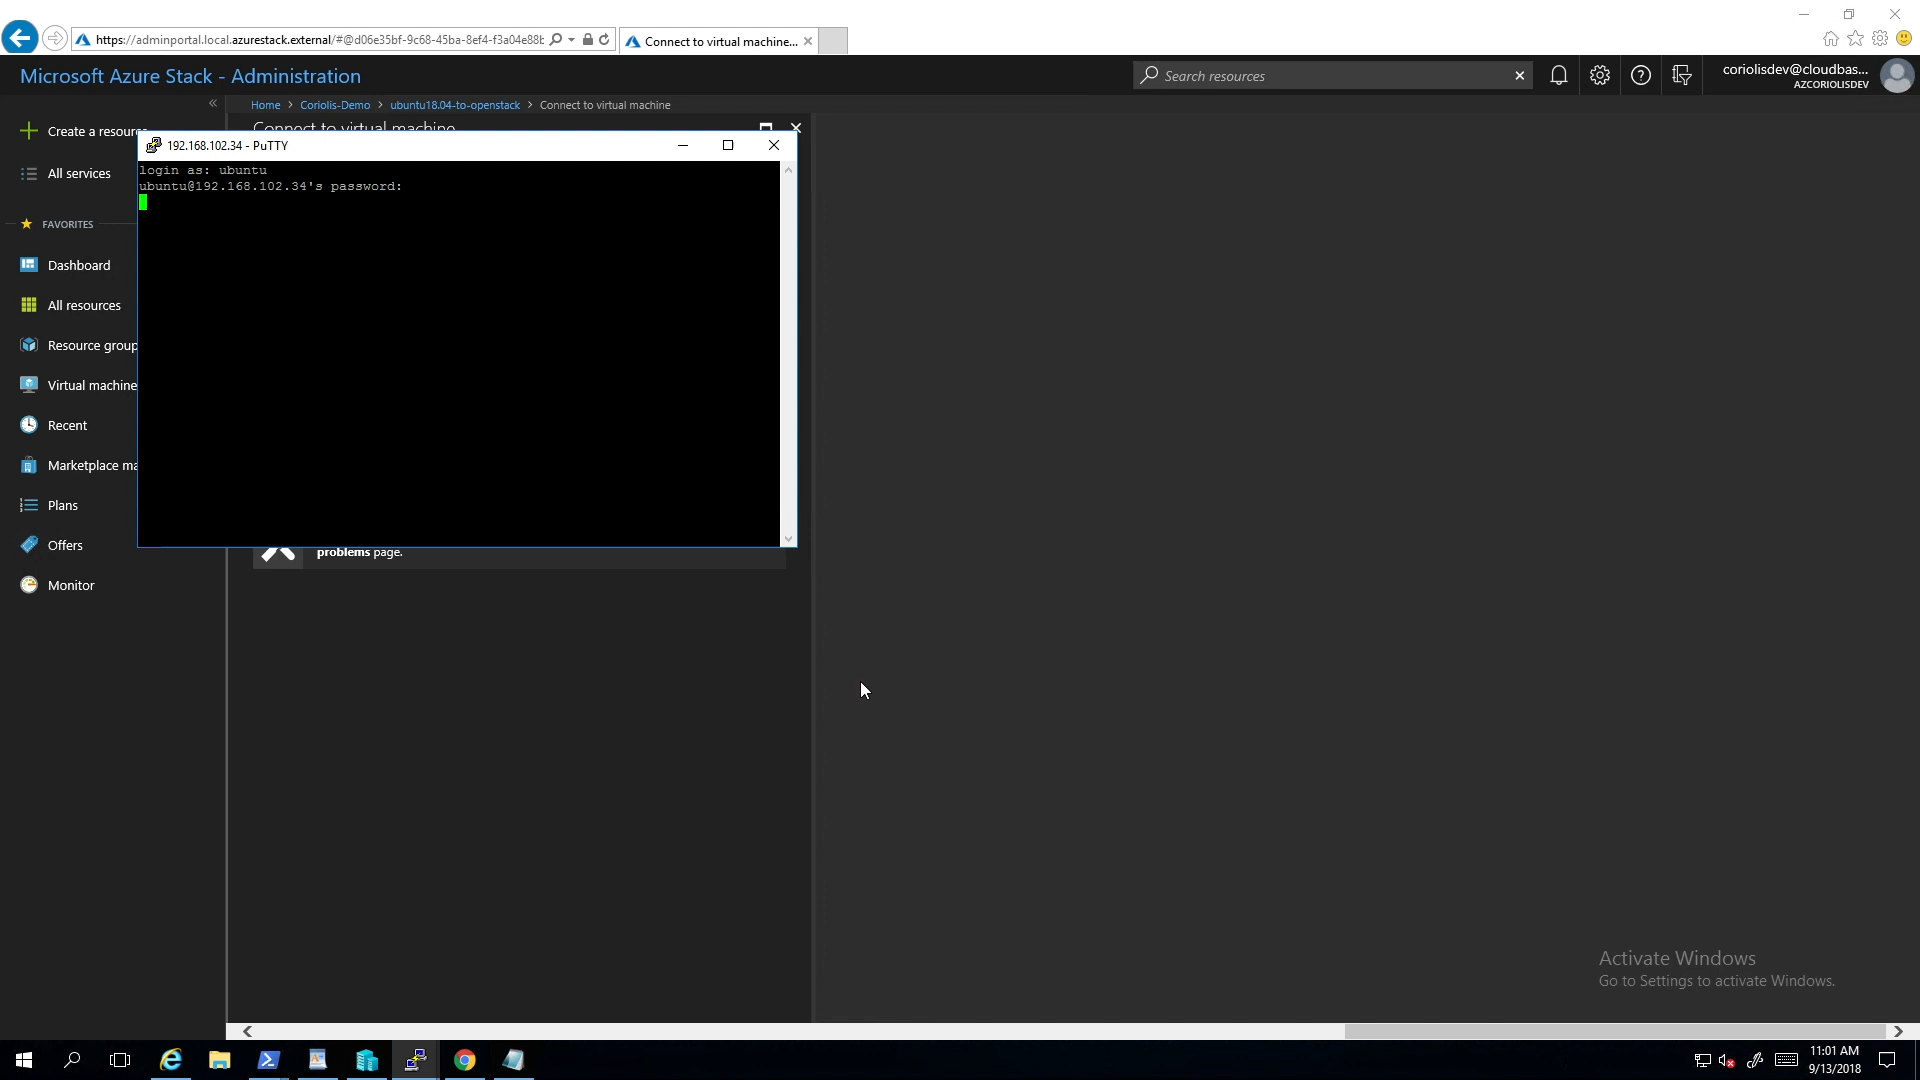 https://adminportal.local.azurestack.external/#@d06e35bf-9c68-45ba-8ef4-f3a04e88b
Connect to virtual machine...
Microsoft Azure Stack - Administration
Search resources
coriolisdev@cloudbas...
AZCORIOLISDEV
Home > Coriolis-Demo > ubuntu18.04-to-openstack > Connect to virtual machine
Connect to virtual machine
Create a resource
192.168.102.34 - PuTTY
login as: ubuntu
ubuntu@192.168.102.34's password:
All services
FAVORITES
Dashboard
All resources
Resource group
Virtual machine
Recent
Marketplace ma
Plans
Offers
problems page.
Monitor
Activate Windows
Go to Settings to activate Windows.
11:01 AM
9/13/2018